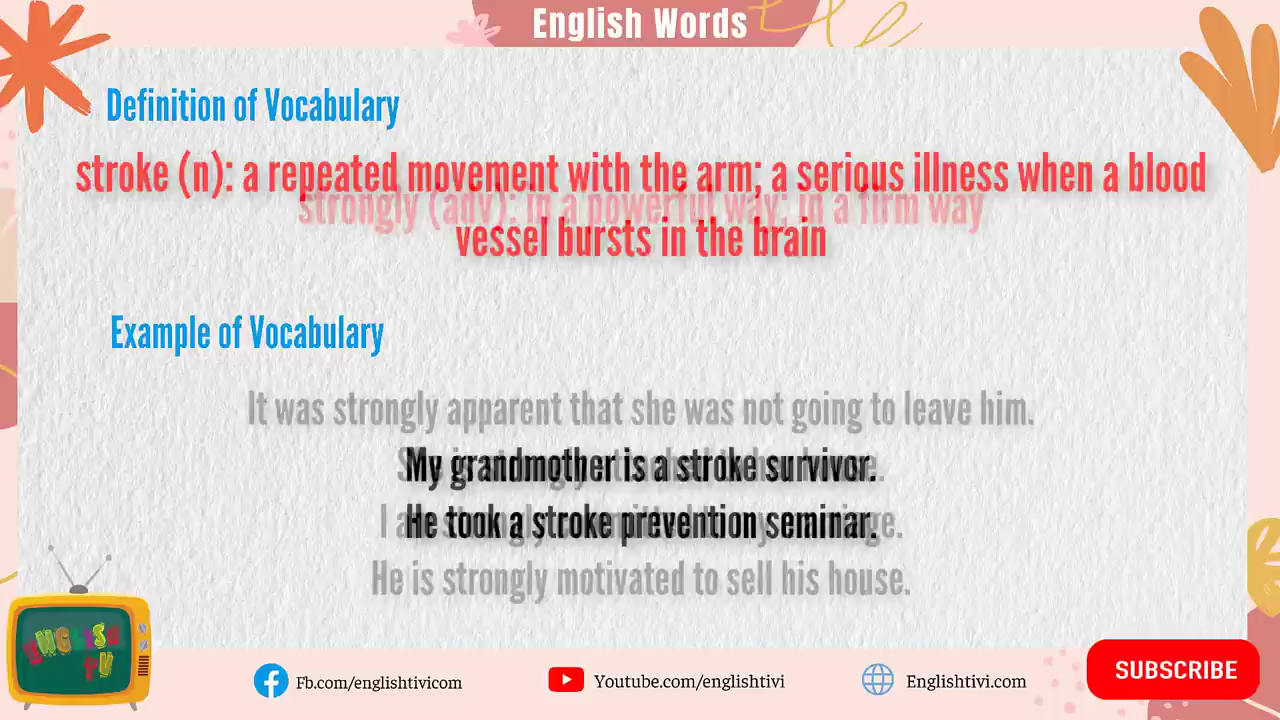 English Words
Definition of Vocabulary
stroke (n): a repeated movement with the arm; a serious illness when a blood
strongly (adv): in a powerful way; in a firm way
vessel bursts in the brain
Example of Vocabulary
It was strongly apparent that she was not going to leave him.
My grandmother is a stroke survivor.
He took a stroke prevention seminar.
He is strongly motivated to sell his house.
ENGLISH
TV
Fb.com/englishtivicom
Youtube.com/englishtivi
Englishtivi.com
SUBSCRIBE